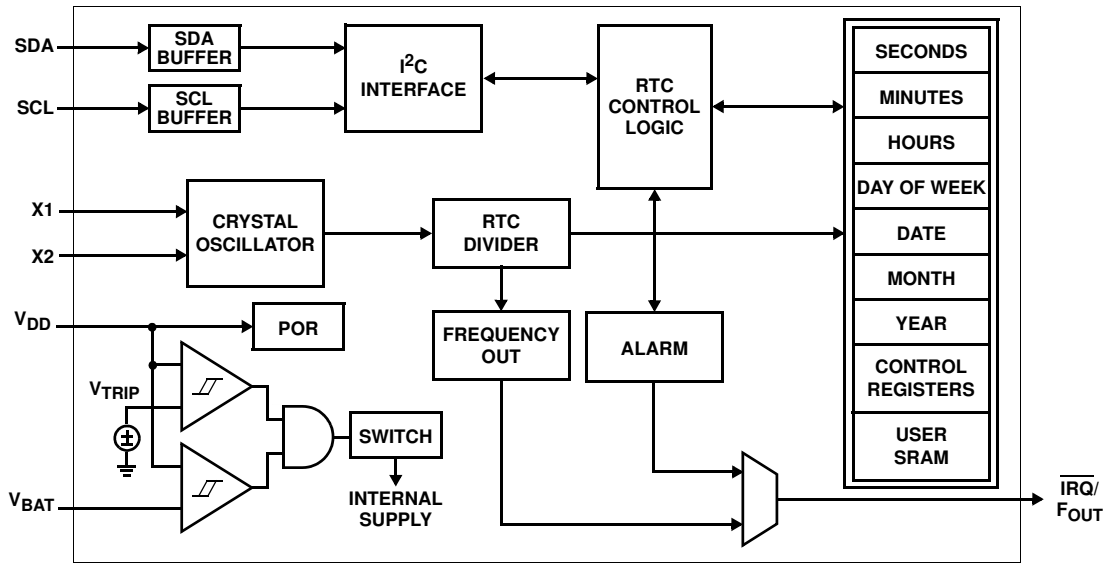 SDA
SDA
BUFFER
SCL
SCL
BUFFER
I²C
INTERFACE
RTC
CONTROL
LOGIC
SECONDS
MINUTES
HOURS
DAY OF WEEK
DATE
MONTH
YEAR
CONTROL
REGISTERS
USER
SRAM
X1
X2
CRYSTAL
OSCILLATOR
RTC
DIVIDER
VDD
POR
FREQUENCY
OUT
ALARM
VTRIP
SWITCH
INTERNAL
SUPPLY
VBAT
IRQ/
FOUT